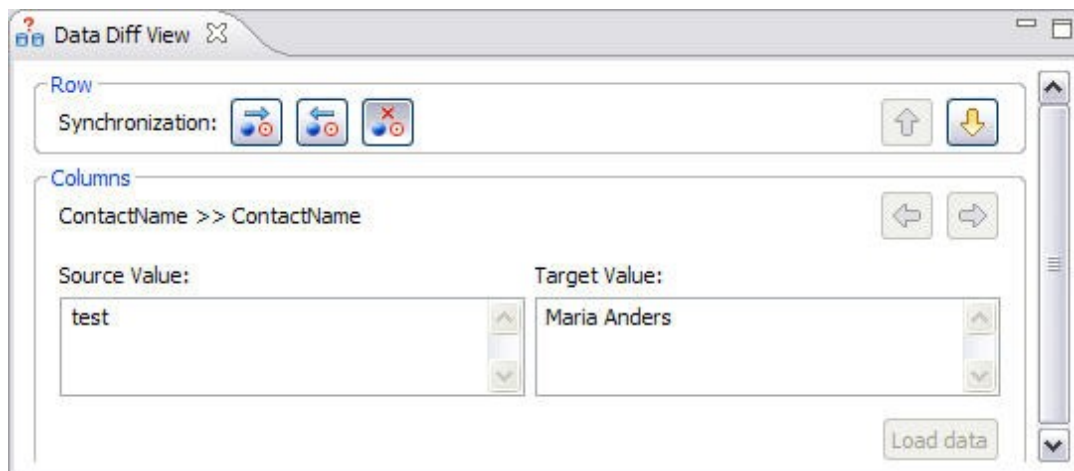 Data Diff View
Row
Synchronization:
Columns
ContactName >> ContactName
Source Value:
Target Value:
test
Maria Anders
Load data